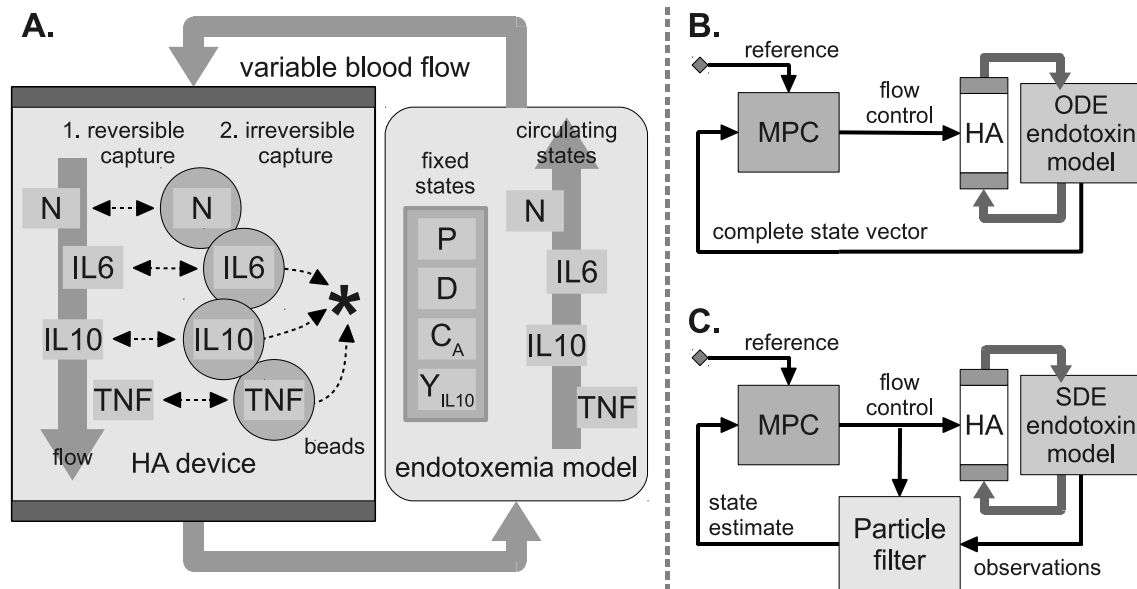 A.
variable blood flow
1. reversible
capture
2. irreversible
capture
N
N
IL6
IL6
*
IL10
IL10
TNF
TNF
flow
HA device
beads
fixed
states
P
D
CA
YIL10
circulating
states
N
IL6
IL10
TNF
endotoxemia model
B.
reference
MPC
flow
control
HA
ODE
endotoxin
model
complete state vector
C.
reference
MPC
flow
control
HA
SDE
endotoxin
model
state
estimate
Particle
filter
observations